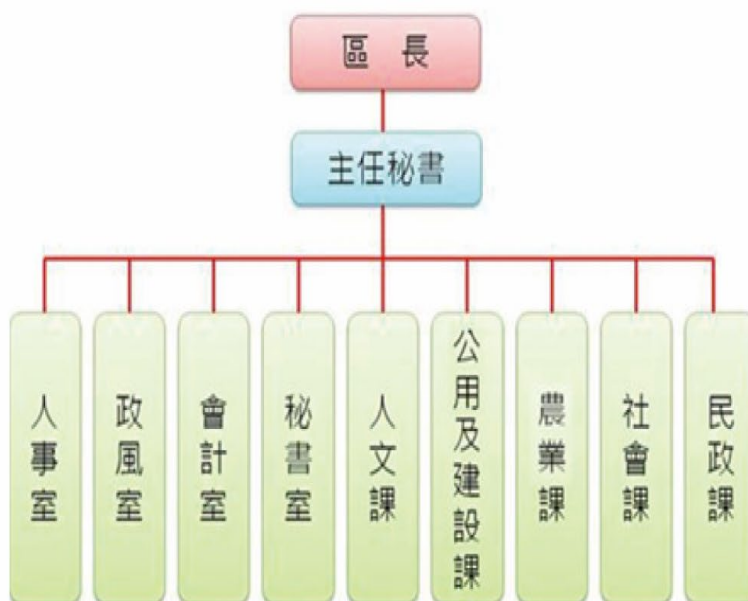 區 長
主任秘書
人事室
政風室
會計室
秘書室
人文課
公用及建設課
農業課
社會課
民政課